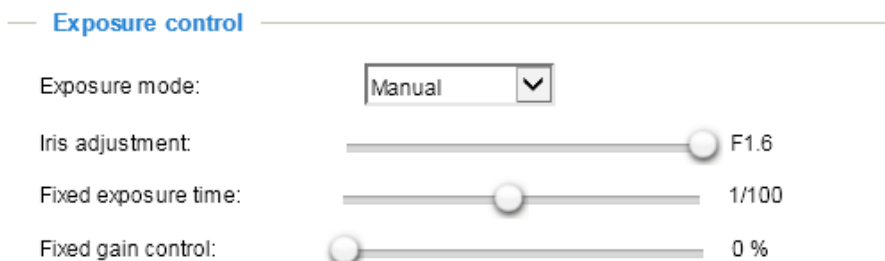 Exposure control
Exposure mode: Manual
Iris adjustment: F1.6
Fixed exposure time: 1/100
Fixed gain control: 0 %